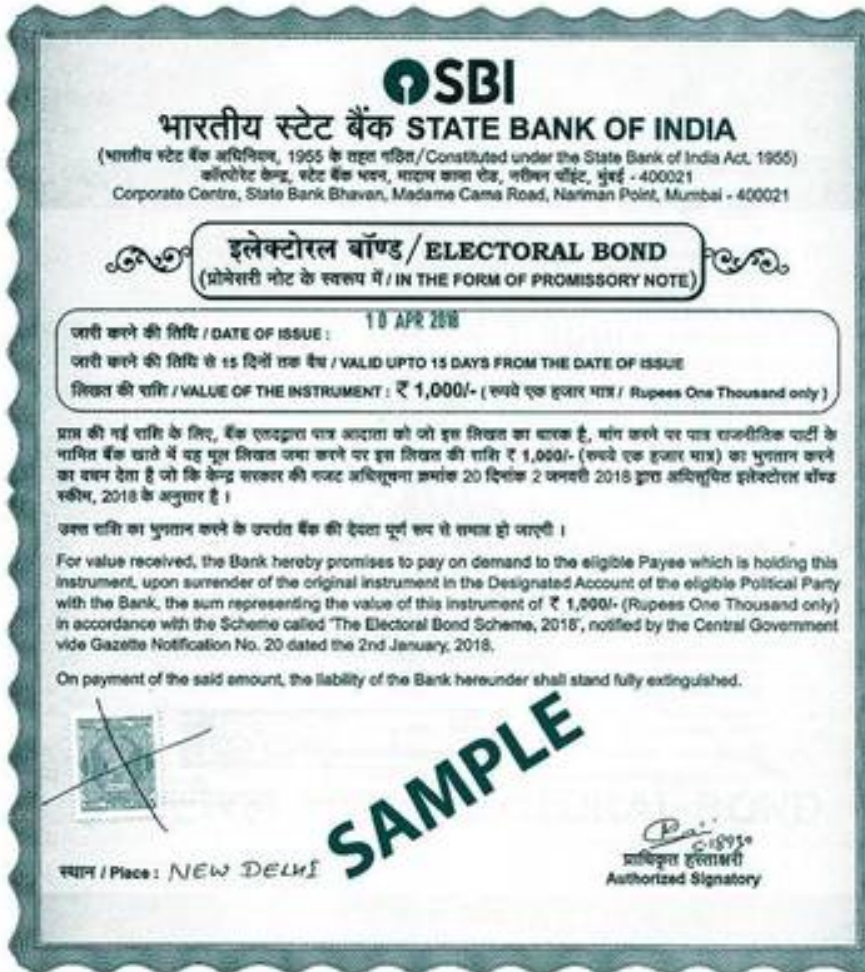 SBI
भारतीय स्टेट बैंक STATE BANK OF INDIA
(भारतीय स्टेट बैंक अधिनियम, 1955 के तहत गठित/Constituted under the State Bank of India Act, 1955)
कॉरपोरेट केन्द्र, स्टेट बैंक भवन, मादाम कामा रोड, नरीमन पॉइंट, मुंबई - 400021
Corporate Centre, State Bank Bhavan, Madame Cama Road, Nariman Point, Mumbai - 400021
इलेक्टोरल बॉण्ड/ELECTORAL BOND
(प्रोमेसरी नोट के स्वरूप में / IN THE FORM OF PROMISSORY NOTE)
जारी करने की तिथि / DATE OF ISSUE : 10 APR 2018
जारी करने की तिथि से 15 दिनों तक वैध / VALID UPTO 15 DAYS FROM THE DATE OF ISSUE
लिखत की राशि / VALUE OF THE INSTRUMENT : ₹ 1,000/- ( रुपये एक हजार मात्र / Rupees One Thousand only )
प्राप्त की गई राशि के लिए, बैंक एतद्द्वारा पात्र आदाता को जो इस लिखत का धारक है, मांग करने पर पात्र राजनीतिक पार्टी के
नामित बैंक खाते में यह मूल लिखत जमा करने पर इस लिखत की राशि ₹ 1,000/- (रुपये एक हजार मात्र) का भुगतान करने
का वचन देता है जो कि केन्द्र सरकार की गजट अधिसूचना क्रमांक 20 दिनांक 2 जनवरी 2018 द्वारा अधिसूचित इलेक्टोरल बॉण्ड
स्कीम, 2018 के अनुसार है ।
उक्त राशि का भुगतान करने के उपरांत बैंक की देयता पूर्ण रूप से समाप्त हो जाएगी ।
For value received, the Bank hereby promises to pay on demand to the eligible Payee which is holding this
instrument, upon surrender of the original instrument in the Designated Account of the eligible Political Party
with the Bank, the sum representing the value of this instrument of ₹ 1,000/- (Rupees One Thousand only)
in accordance with the Scheme called 'The Electoral Bond Scheme, 2018', notified by the Central Government
vide Gazette Notification No. 20 dated the 2nd January, 2018.
On payment of the said amount, the liability of the Bank hereunder shall stand fully extinguished.
SAMPLE
स्थान / Place : NEW DELHI
प्राधिकृत हस्ताक्षरी
Authorized Signatory